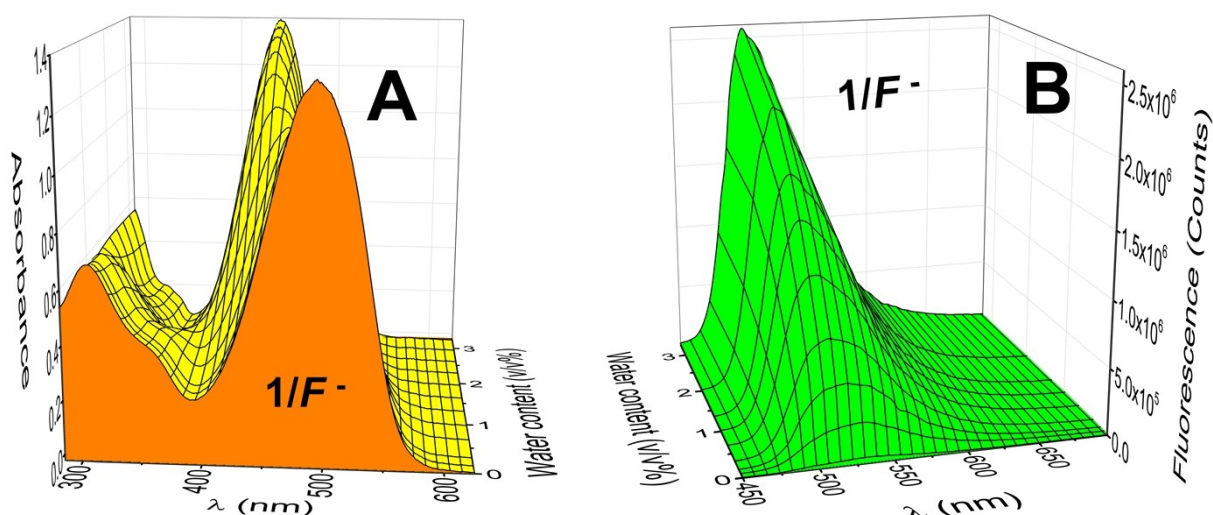 A
1/F -
Absorbance
0.0
0.2
0.4
0.6
0.8
1.0
1.2
1.4
300
400
500
600
λ (nm)
0
1
2
3
Water content (v/v%)
B
1/F -
Fluorescence (Counts)
0.0
5.0x10⁵
1.0x10⁶
1.5x10⁶
2.0x10⁶
2.5x10⁶
450
500
550
600
650
λ (nm)
0
1
2
3
Water content (v/v%)